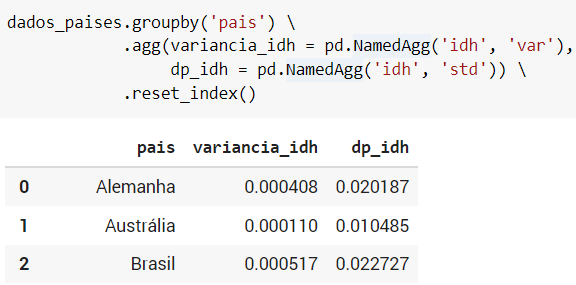 dados_paises.groupby('pais') \
.agg(variancia_idh = pd.NamedAgg('idh', 'var'),
dp_idh = pd.NamedAgg('idh', 'std')) \
.reset_index()
pais variancia_idh dp_idh
0 Alemanha 0.000408 0.020187
1 Austrália 0.000110 0.010485
2 Brasil 0.000517 0.022727